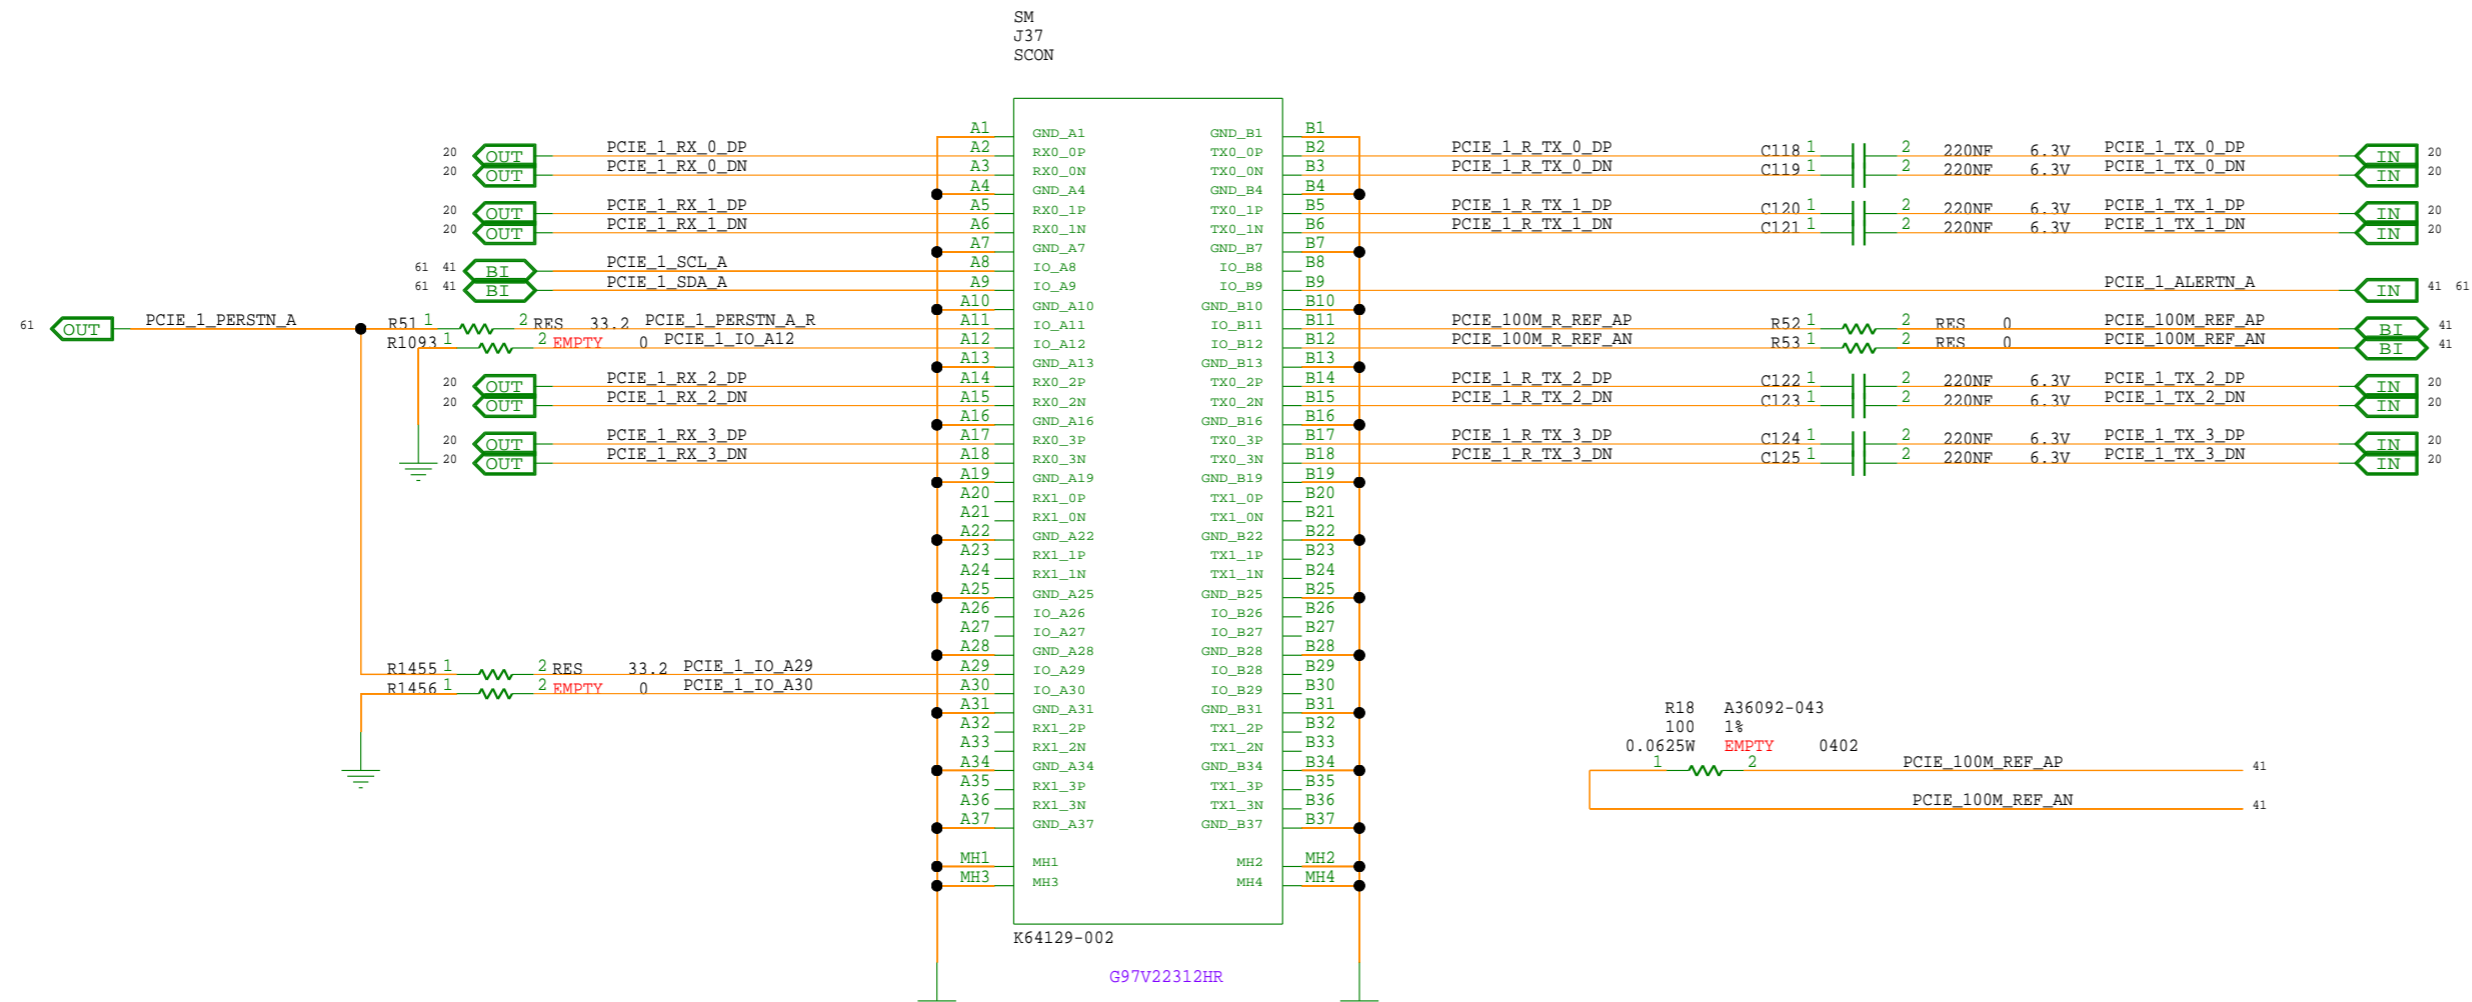 SM
J37
SCON
A1 GND_A1 GND_B1 B1
20 OUT PCIE_1_RX_0_DP A2 RX0_0P TX0_0P B2 PCIE_1_R_TX_0_DP C118 1 2 220NF 6.3V PCIE_1_TX_0_DP IN 20
20 OUT PCIE_1_RX_0_DN A3 RX0_0N TX0_0N B3 PCIE_1_R_TX_0_DN C119 1 2 220NF 6.3V PCIE_1_TX_0_DN IN 20
A4 GND_A4 GND_B4 B4
20 OUT PCIE_1_RX_1_DP A5 RX0_1P TX0_1P B5 PCIE_1_R_TX_1_DP C120 1 2 220NF 6.3V PCIE_1_TX_1_DP IN 20
20 OUT PCIE_1_RX_1_DN A6 RX0_1N TX0_1N B6 PCIE_1_R_TX_1_DN C121 1 2 220NF 6.3V PCIE_1_TX_1_DN IN 20
A7 GND_A7 GND_B7 B7
61 41 BI PCIE_1_SCL_A A8 IO_A8 IO_B8 B8
61 41 BI PCIE_1_SDA_A A9 IO_A9 IO_B9 B9 PCIE_1_ALERTN_A IN 41 61
A10 GND_A10 GND_B10 B10
61 OUT PCIE_1_PERSTN_A R51 1 2 RES 33.2 PCIE_1_PERSTN_A_R A11 IO_A11 IO_B11 B11 PCIE_100M_R_REF_AP R52 1 2 RES 0 PCIE_100M_REF_AP BI 41
R1093 1 2 EMPTY 0 PCIE_1_IO_A12 A12 IO_A12 IO_B12 B12 PCIE_100M_R_REF_AN R53 1 2 RES 0 PCIE_100M_REF_AN BI 41
A13 GND_A13 GND_B13 B13
20 OUT PCIE_1_RX_2_DP A14 RX0_2P TX0_2P B14 PCIE_1_R_TX_2_DP C122 1 2 220NF 6.3V PCIE_1_TX_2_DP IN 20
20 OUT PCIE_1_RX_2_DN A15 RX0_2N TX0_2N B15 PCIE_1_R_TX_2_DN C123 1 2 220NF 6.3V PCIE_1_TX_2_DN IN 20
A16 GND_A16 GND_B16 B16
20 OUT PCIE_1_RX_3_DP A17 RX0_3P TX0_3P B17 PCIE_1_R_TX_3_DP C124 1 2 220NF 6.3V PCIE_1_TX_3_DP IN 20
20 OUT PCIE_1_RX_3_DN A18 RX0_3N TX0_3N B18 PCIE_1_R_TX_3_DN C125 1 2 220NF 6.3V PCIE_1_TX_3_DN IN 20
A19 GND_A19 GND_B19 B19
A20 RX1_0P TX1_0P B20
A21 RX1_0N TX1_0N B21
A22 GND_A22 GND_B22 B22
A23 RX1_1P TX1_1P B23
A24 RX1_1N TX1_1N B24
A25 GND_A25 GND_B25 B25
A26 IO_A26 IO_B26 B26
A27 IO_A27 IO_B27 B27
A28 GND_A28 GND_B28 B28
R1455 1 2 RES 33.2 PCIE_1_IO_A29 A29 IO_A29 IO_B28 B29
R1456 1 2 EMPTY 0 PCIE_1_IO_A30 A30 IO_A30 IO_B29 B30
A31 GND_A31 GND_B31 B31
A32 RX1_2P TX1_2P B32
A33 RX1_2N TX1_2N B33
A34 GND_A34 GND_B34 B34
A35 RX1_3P TX1_3P B35
A36 RX1_3N TX1_3N B36
A37 GND_A37 GND_B37 B37
MH1 MH1 MH2 MH2
MH3 MH3 MH4 MH4
R18 A36092-043
100 1%
0.0625W EMPTY 0402
1 2 PCIE_100M_REF_AP 41
PCIE_100M_REF_AN 41
K64129-002
G97V22312HR